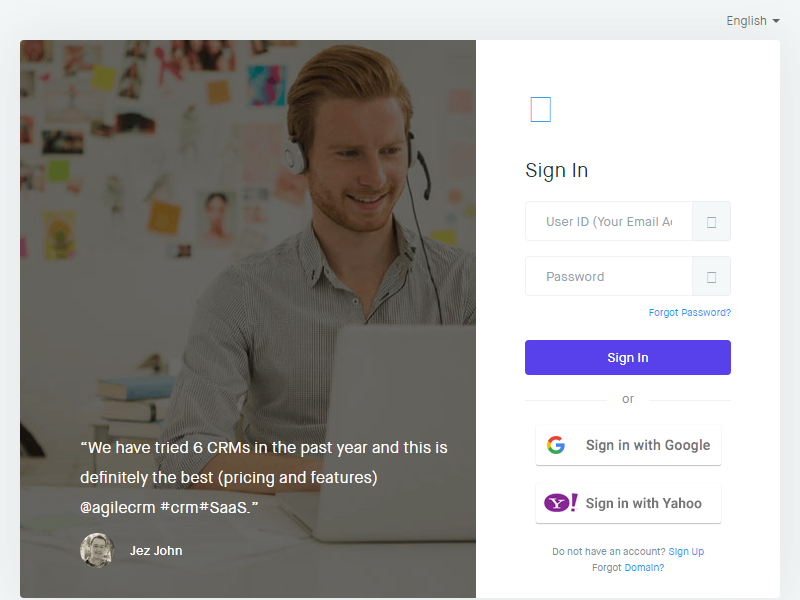 English
Sign In
User ID (Your Email A
Password
Forgot Password?
Sign In
or
Sign in with Google
Y! Sign in with Yahoo
Do not have an account? Sign Up
Forgot Domain?
“We have tried 6 CRMs in the past year and this is
definitely the best (pricing and features)
@agilecrm #crm#SaaS.”
Jez John